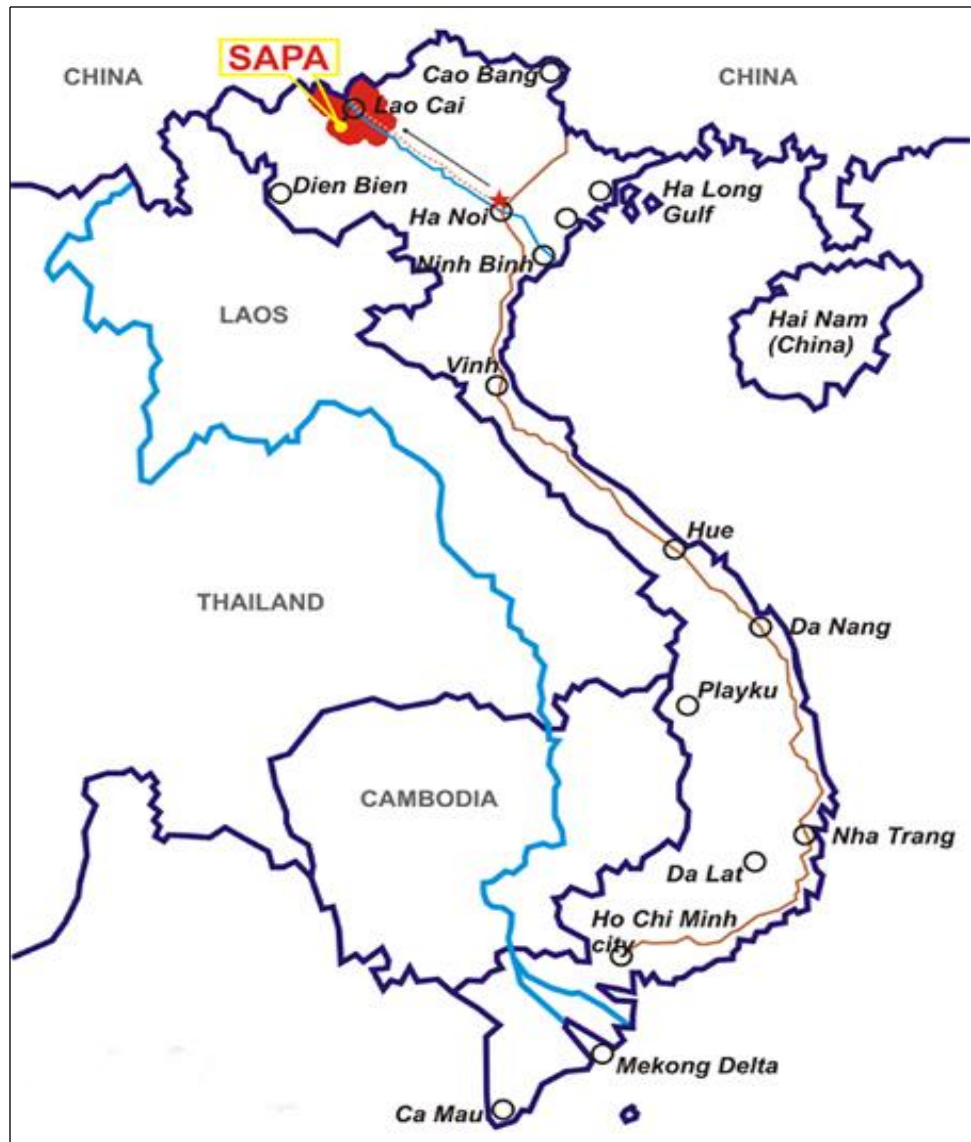 SAPA
CHINA
Cao Bang
CHINA
Lao Cai
Dien Bien
Ha Noi
Ha Long
Gulf
Ninh Binh
LAOS
Hai Nam
(China)
Vinh
Hue
THAILAND
Da Nang
Playku
CAMBODIA
Nha Trang
Da Lat
Ho Chi Minh
city
Mekong Delta
Ca Mau